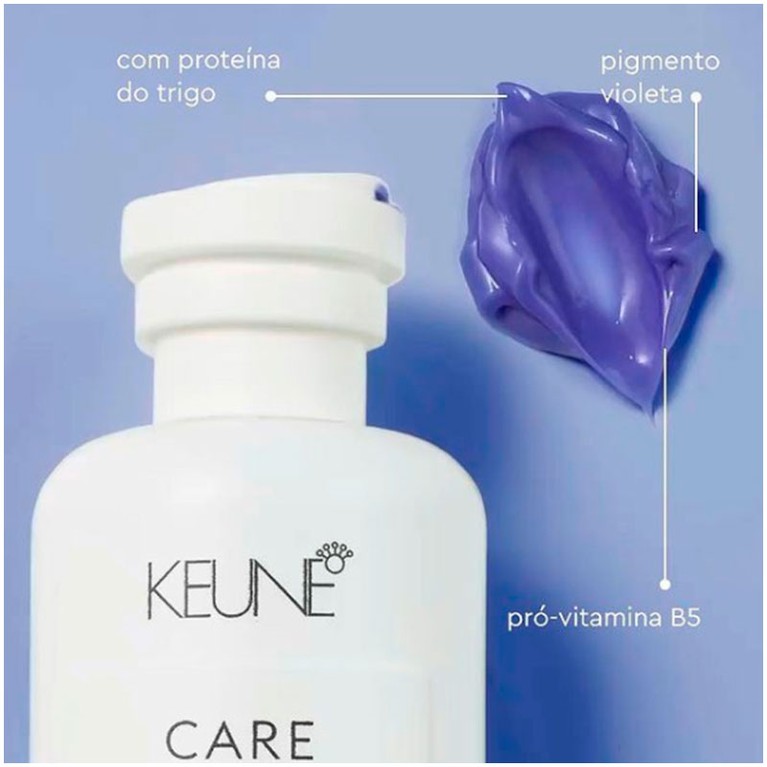 com proteína
do trigo
pigmento
violeta
KEUNE
CARE
pró-vitamina B5